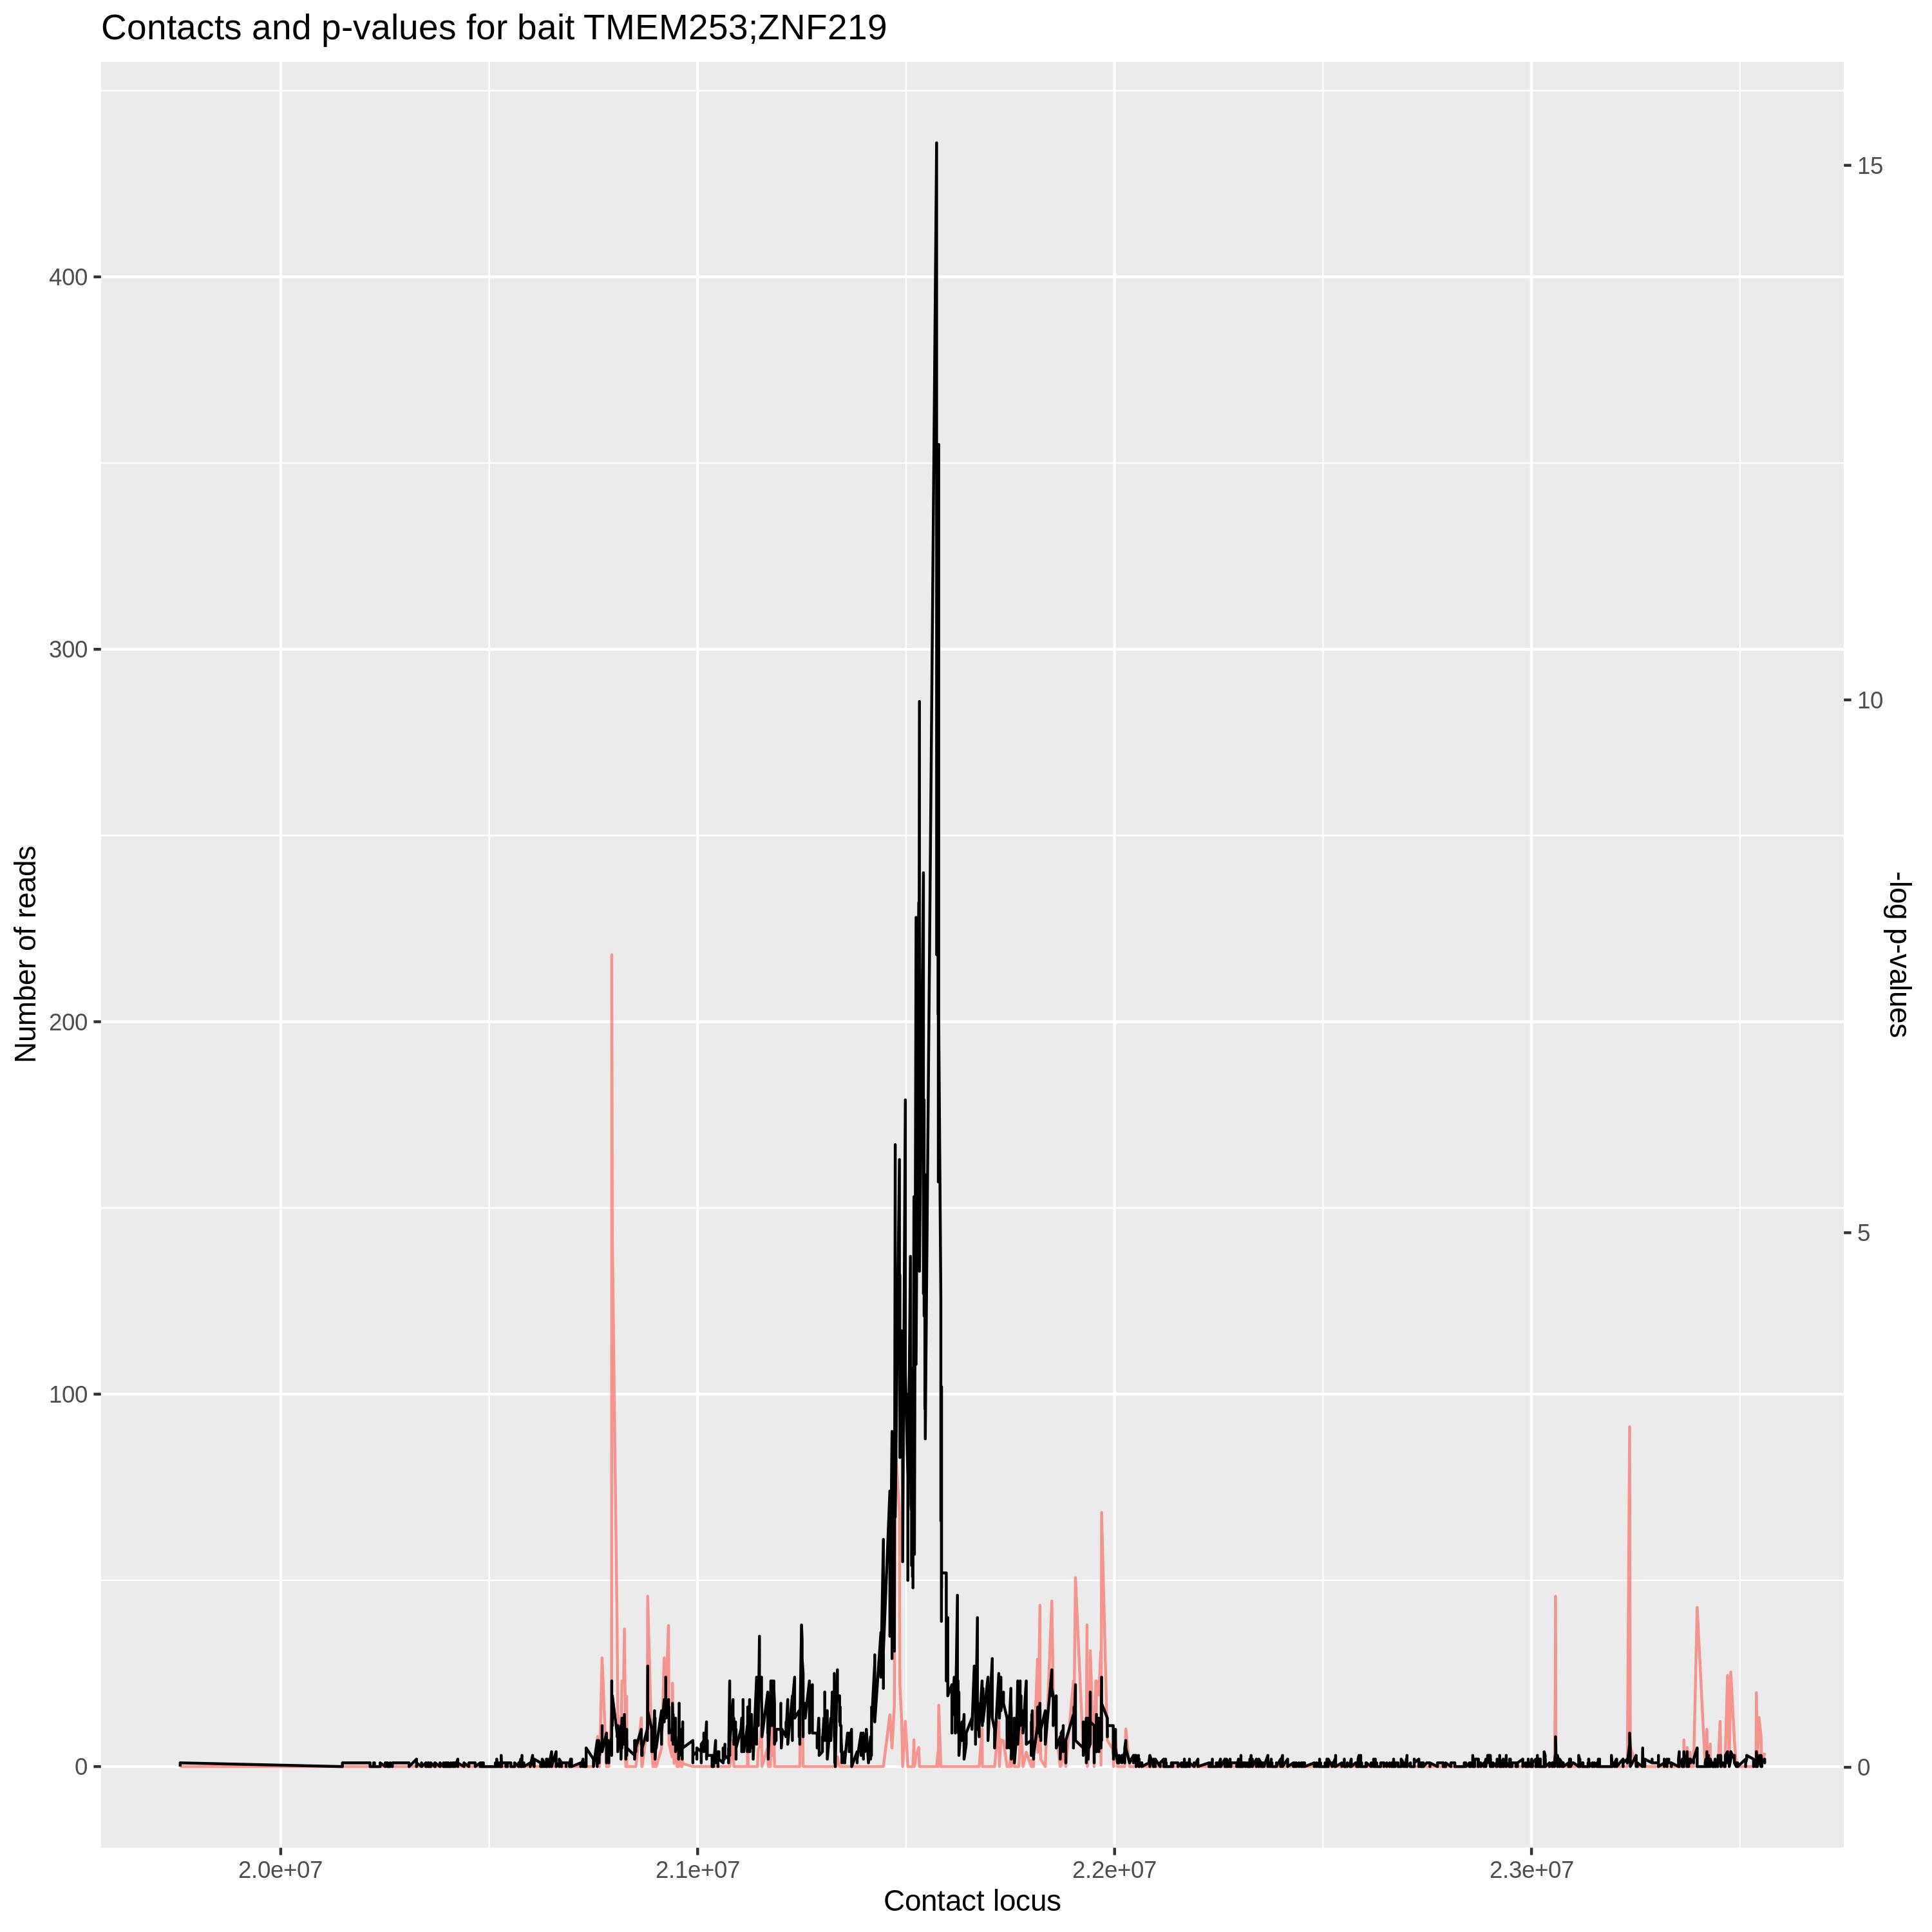 Contacts and p-values for bait TMEM253;ZNF219
Number of reads
400
300
200
100
0
15
10
5
0
-log p-values
2.0e+07
2.1e+07
2.2e+07
2.3e+07
Contact locus